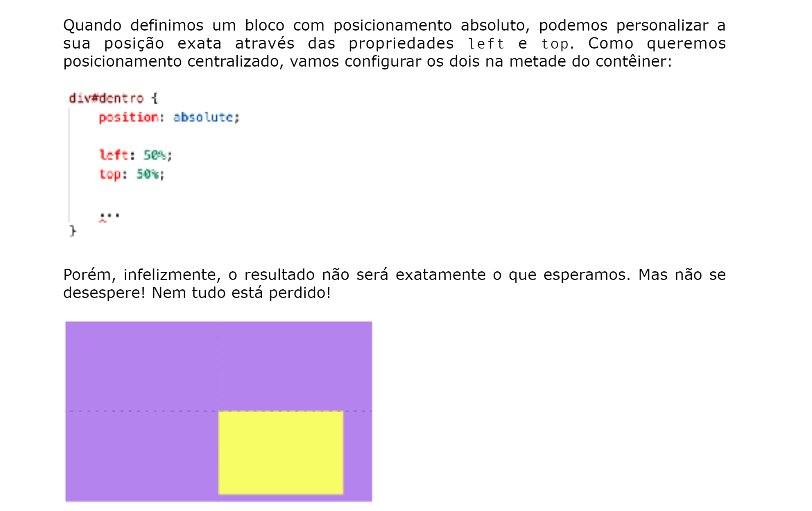 Quando definimos um bloco com posicionamento absoluto, podemos personalizar a
sua posição exata através das propriedades left e top. Como queremos
posicionamento centralizado, vamos configurar os dois na metade do contêiner:
div#dentro {
position: absolute;
left: 50%;
top: 50%;
...
}
Porém, infelizmente, o resultado não será exatamente o que esperamos. Mas não se
desespere! Nem tudo está perdido!